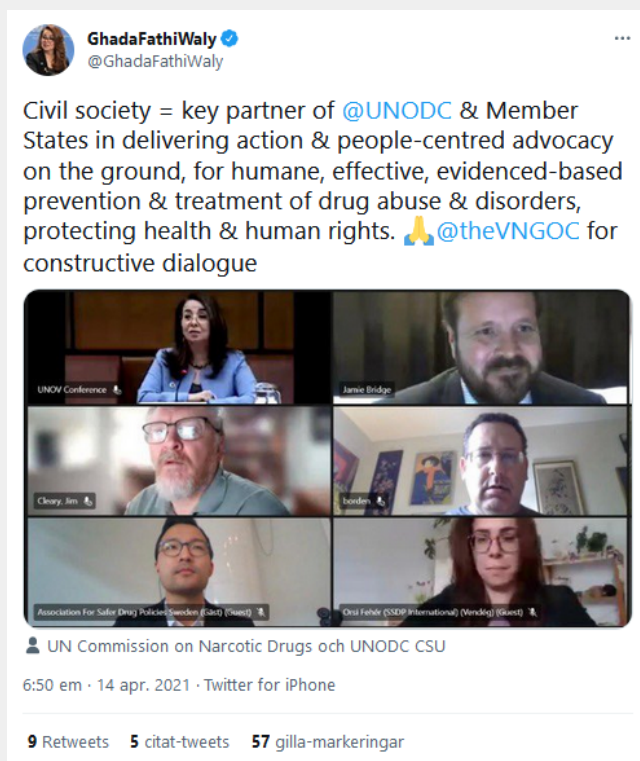 GhadaFathiWaly
@GhadaFathiWaly
Civil society = key partner of @UNODC & Member
States in delivering action & people-centred advocacy
on the ground, for humane, effective, evidenced-based
prevention & treatment of drug abuse & disorders,
protecting health & human rights. 🙏@theVNGOC for
constructive dialogue
UNOV Conference
Jamie Bridge
Cleary, Jim
borden
Association For Safer Drug Policies Sweden (Gäst) (Guest)
Orsi Fehér (SSDP International) (Vendég) (Guest)
UN Commission on Narcotic Drugs och UNODC CSU
6:50 em · 14 apr. 2021 · Twitter for iPhone
9 Retweets 5 citat-tweets 57 gilla-markeringar